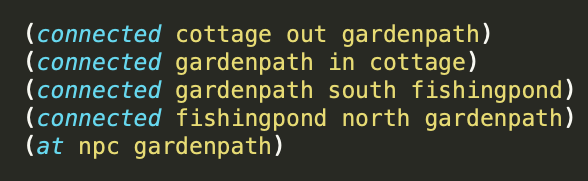 (connected cottage out gardenpath)
(connected gardenpath in cottage)
(connected gardenpath south fishingpond)
(connected fishingpond north gardenpath)
(at npc gardenpath)